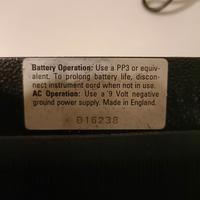 Battery Operation: Use a PP3 or equiv-
alent. To prolong battery life, discon-
nect instrument cord when not in use.
AC Operation: Use a '9 Volt negative
ground power supply. Made in England.
016238